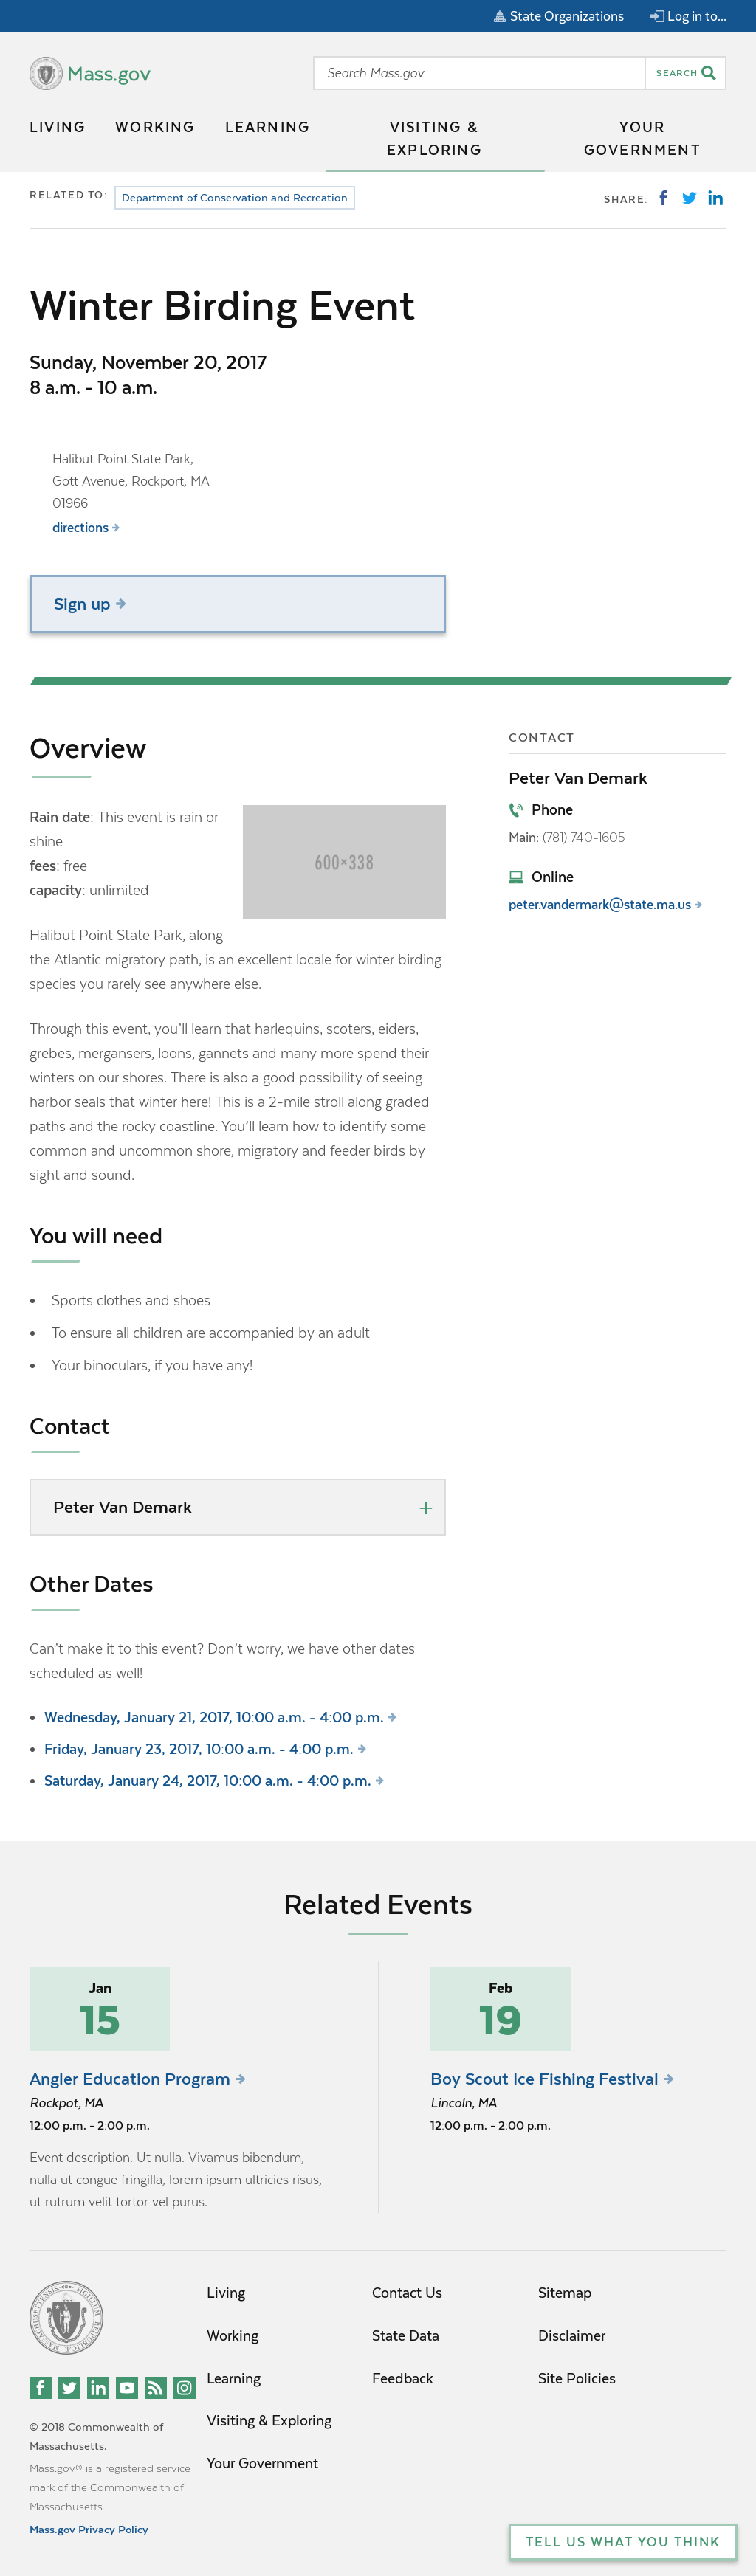 State Organizations
Log in to...
Mass.gov
Search Mass.gov
SEARCH
LIVING
WORKING
LEARNING
VISITING &
EXPLORING
YOUR
GOVERNMENT
RELATED TO:
Department of Conservation and Recreation
SHARE:
Winter Birding Event
Sunday, November 20, 2017
8 a.m. - 10 a.m.
Halibut Point State Park,
Gott Avenue, Rockport, MA
01966
directions
Sign up
Overview
Rain date: This event is rain or
shine
fees: free
capacity: unlimited
600×338
Halibut Point State Park, along
the Atlantic migratory path, is an excellent locale for winter birding
species you rarely see anywhere else.
Through this event, you'll learn that harlequins, scoters, eiders,
grebes, mergansers, loons, gannets and many more spend their
winters on our shores. There is also a good possibility of seeing
harbor seals that winter here! This is a 2-mile stroll along graded
paths and the rocky coastline. You'll learn how to identify some
common and uncommon shore, migratory and feeder birds by
sight and sound.
You will need
• Sports clothes and shoes
• To ensure all children are accompanied by an adult
• Your binoculars, if you have any!
Contact
Peter Van Demark
Other Dates
Can't make it to this event? Don't worry, we have other dates
scheduled as well!
• Wednesday, January 21, 2017, 10:00 a.m. - 4:00 p.m.
• Friday, January 23, 2017, 10:00 a.m. - 4:00 p.m.
• Saturday, January 24, 2017, 10:00 a.m. - 4:00 p.m.
CONTACT
Peter Van Demark
Phone
Main: (781) 740-1605
Online
peter.vandermark@state.ma.us
Related Events
Jan
15
Angler Education Program
Rockpot, MA
12:00 p.m. - 2:00 p.m.
Event description. Ut nulla. Vivamus bibendum,
nulla ut congue fringilla, lorem ipsum ultricies risus,
ut rutrum velit tortor vel purus.
Feb
19
Boy Scout Ice Fishing Festival
Lincoln, MA
12:00 p.m. - 2:00 p.m.
Living
Working
Learning
Visiting & Exploring
Your Government
Contact Us
State Data
Feedback
Sitemap
Disclaimer
Site Policies
© 2018 Commonwealth of
Massachusetts.
Mass.gov® is a registered service
mark of the Commonwealth of
Massachusetts.
Mass.gov Privacy Policy
TELL US WHAT YOU THINK